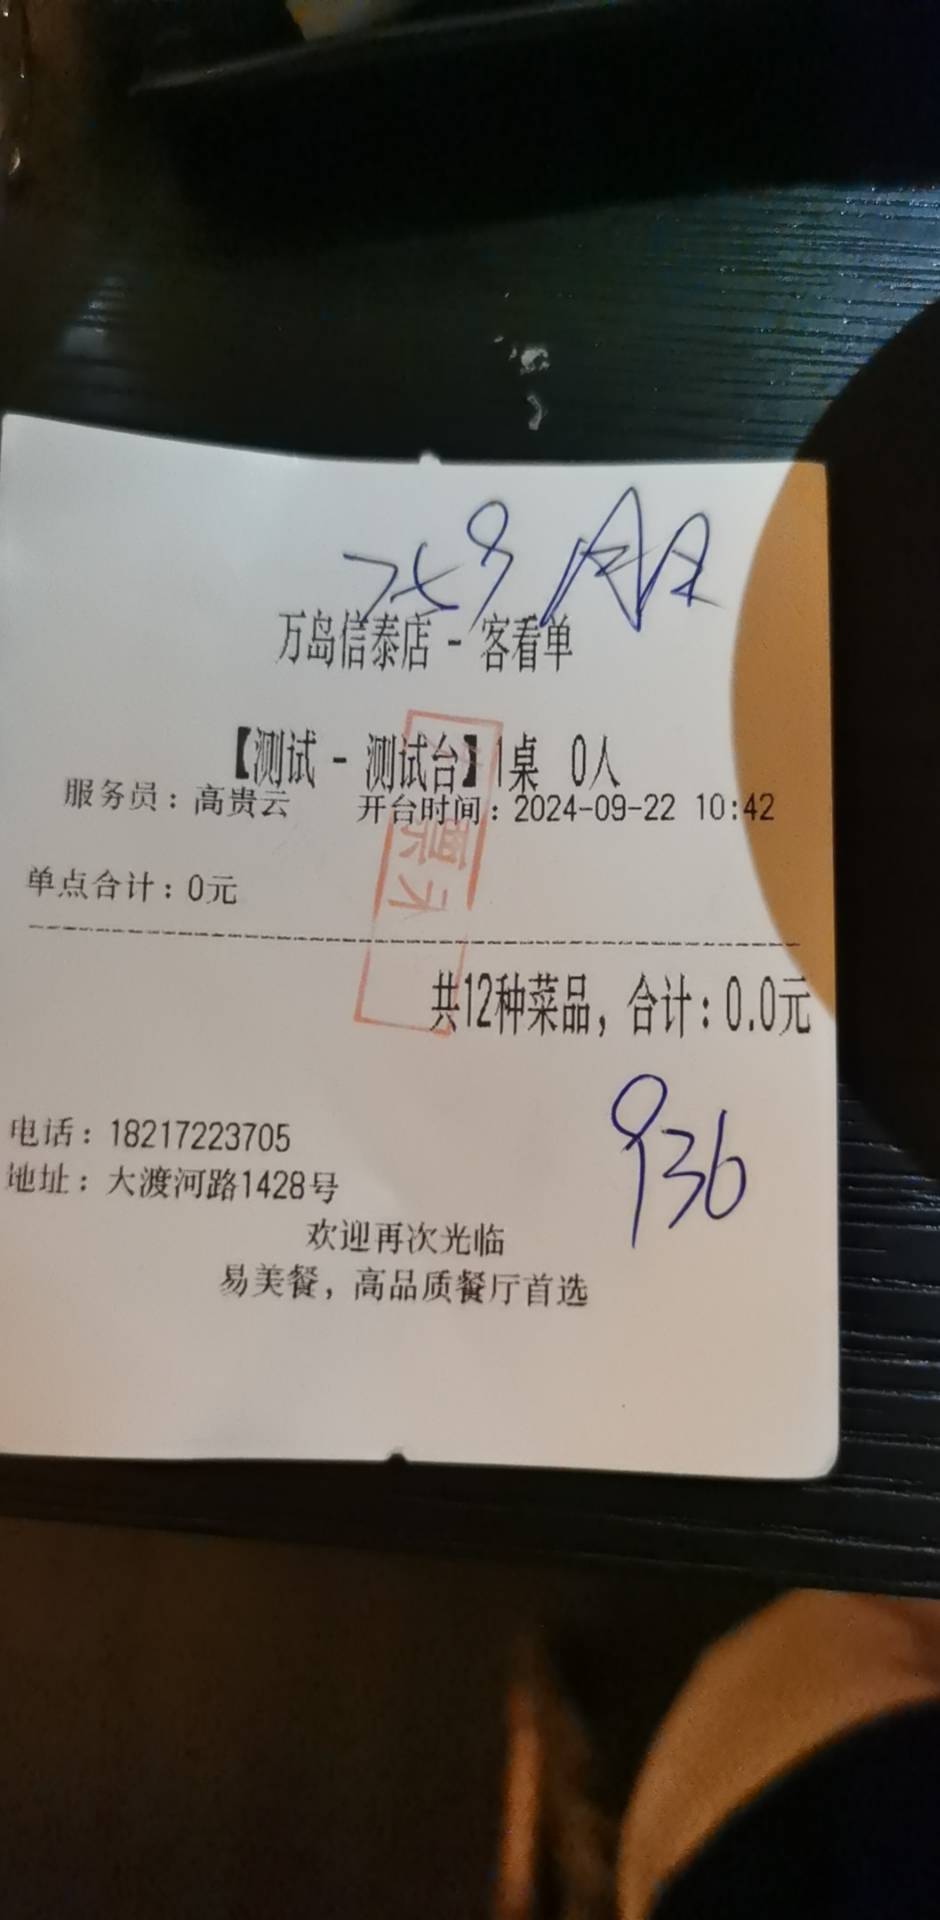 万岛信泰店 - 客看单
【测试 - 测试台】1桌 0人
服务员：高贵云 开台时间：2024-09-22 10:42
单点合计：0元
共12种菜品，合计：0.0元
936
电话：18217223705
地址：大渡河路1428号
欢迎再次光临
易美餐，高品质餐厅首选